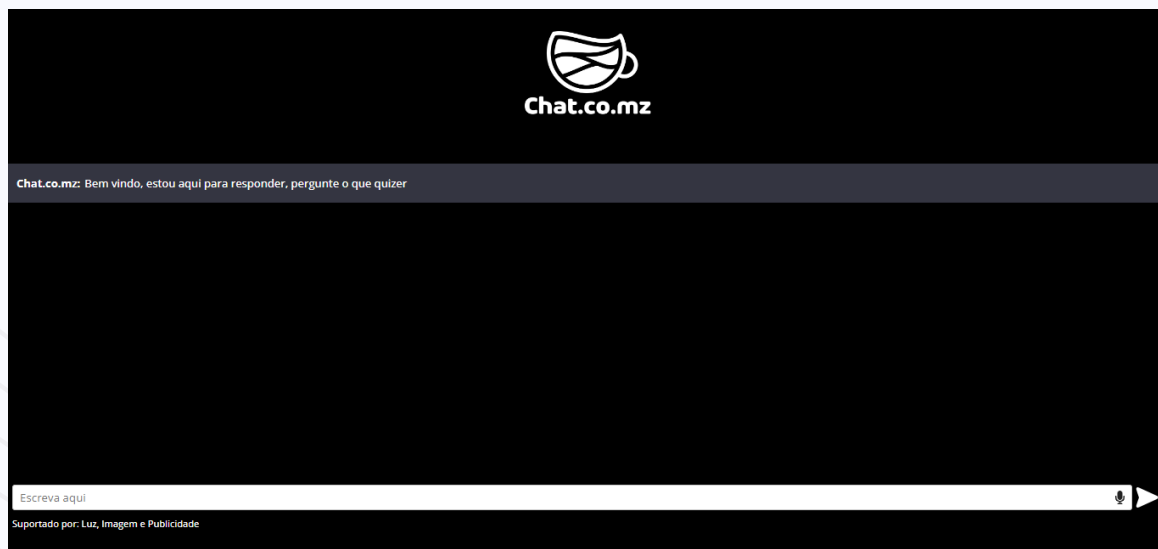 Chat.co.mz
Chat.co.mz: Bem vindo, estou aqui para responder, pergunte o que quizer
Escreva aqui
Suportado por: Luz, Imagem e Publicidade